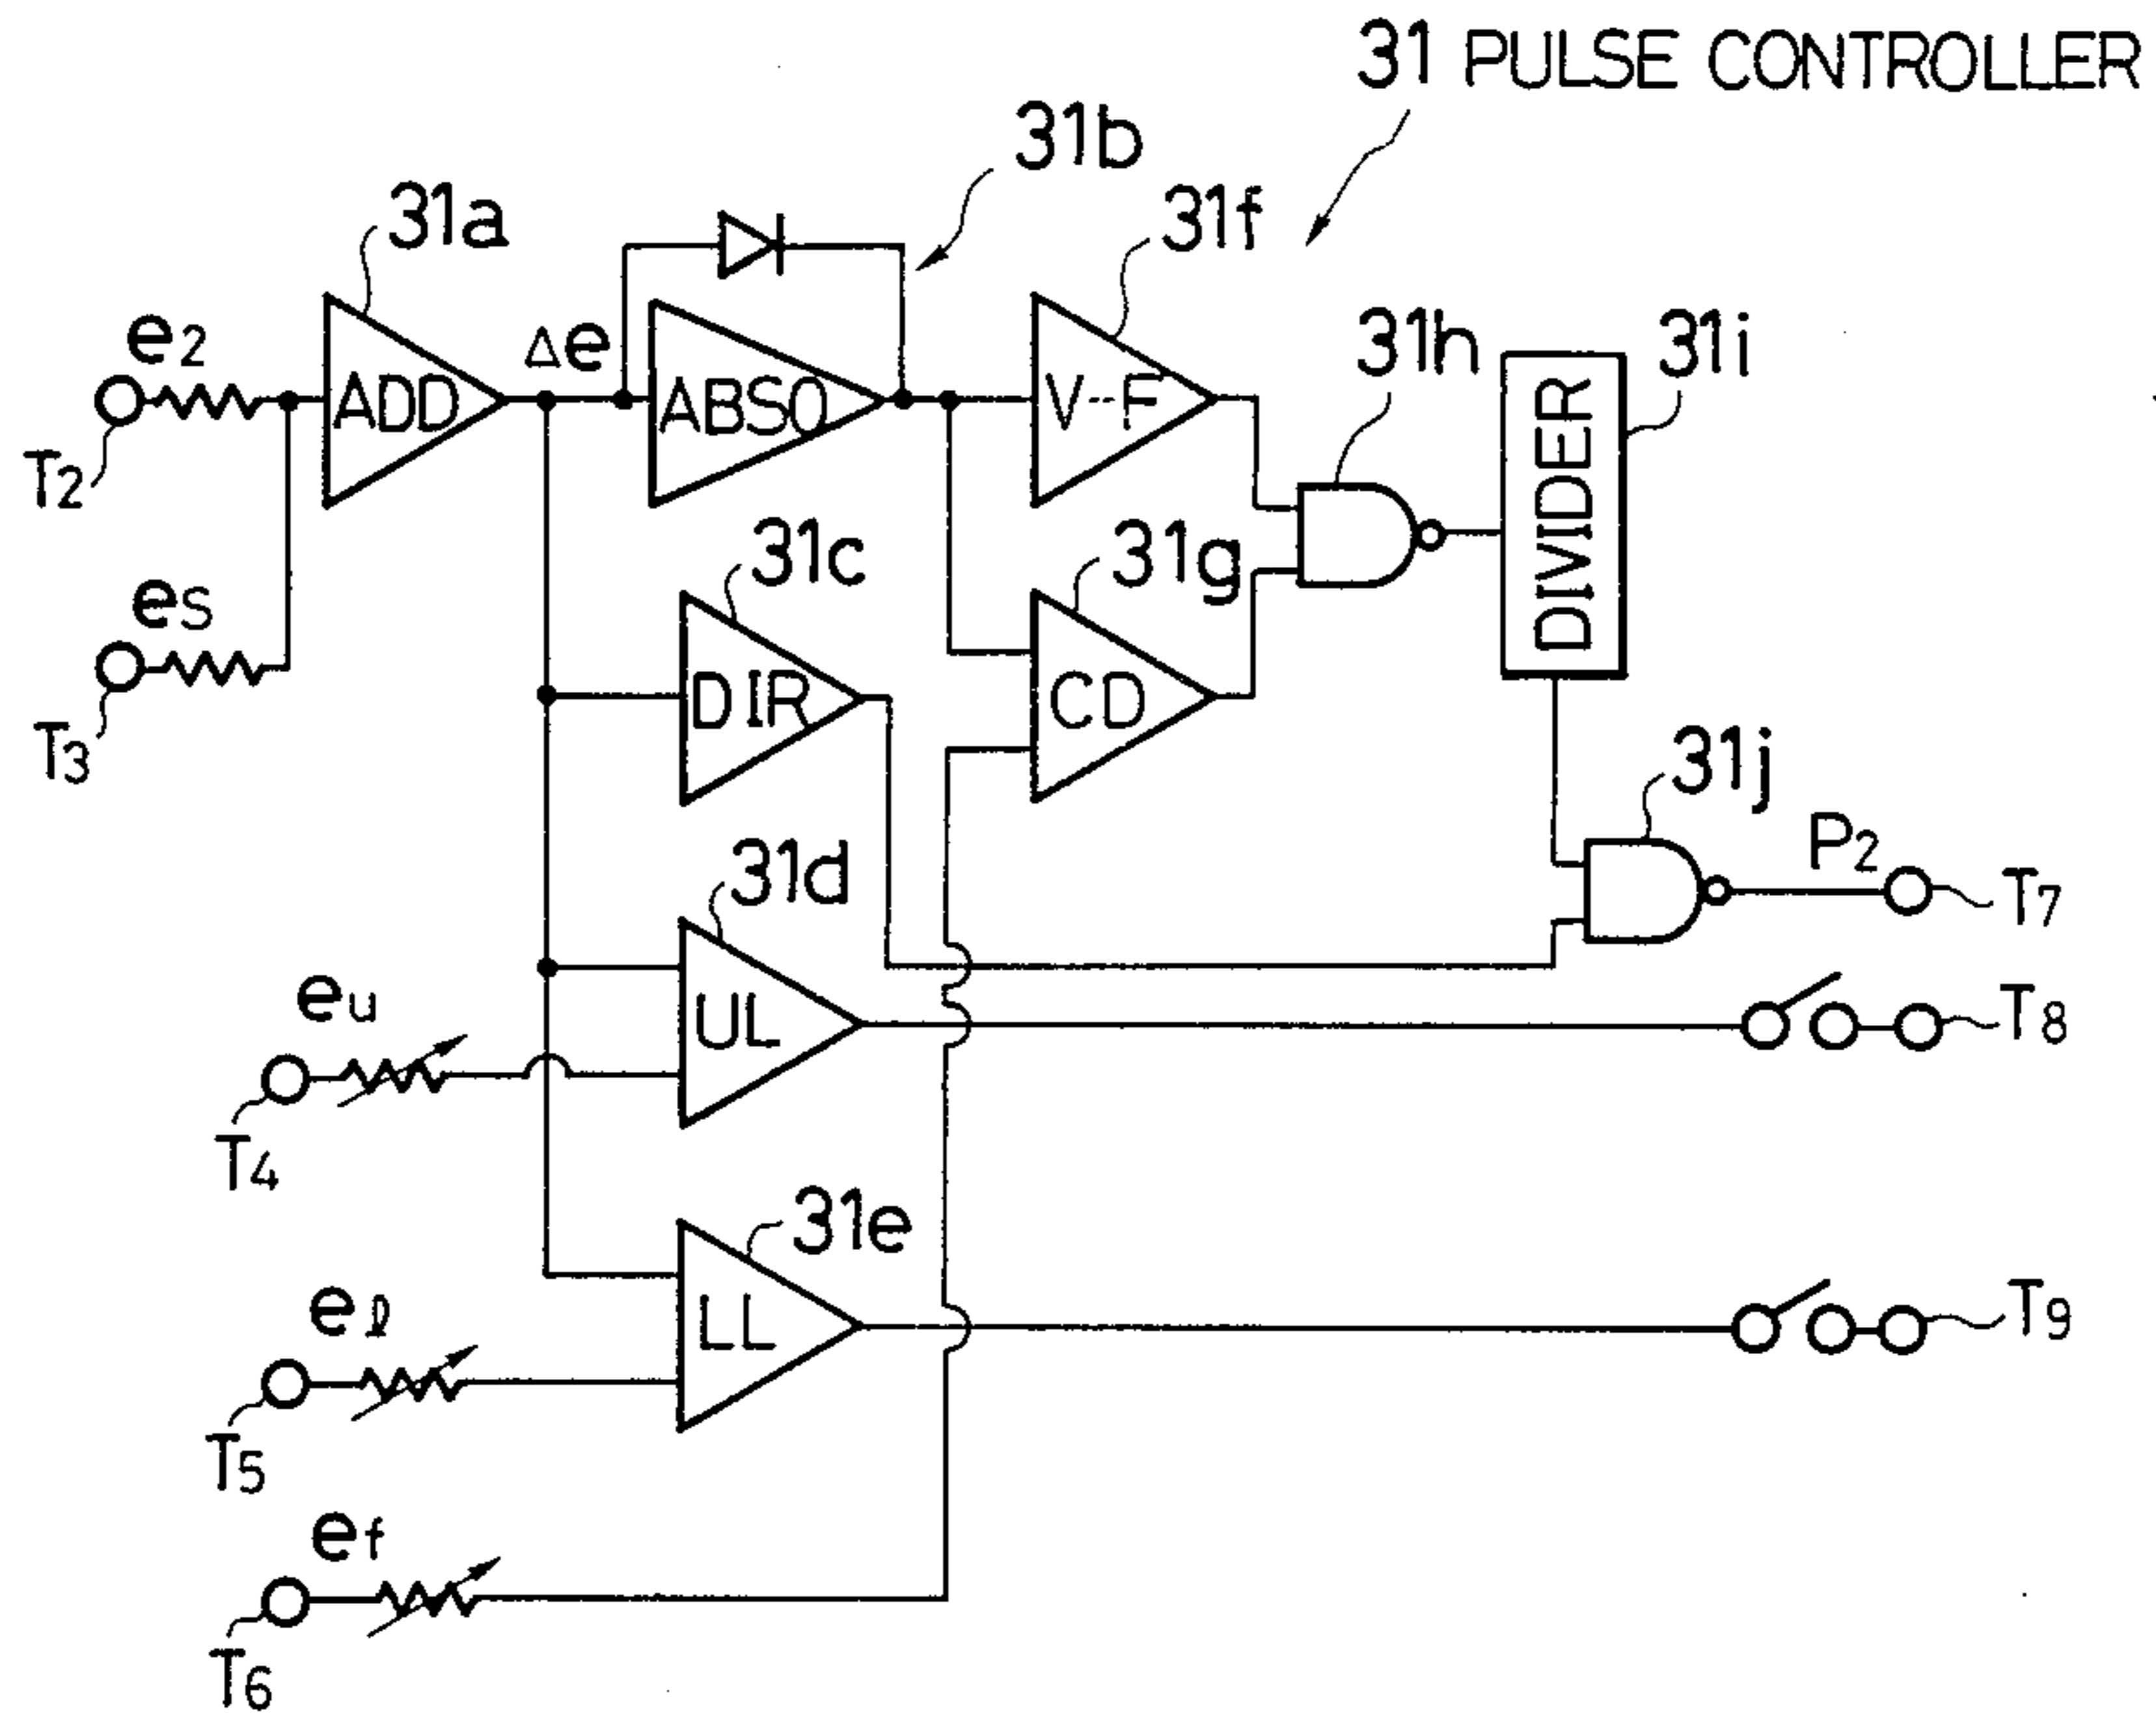 31 PULSE CONTROLLER
31b
31a
31f
e2
Δe
31h
31i
ADD
ABSO
V-F
DIVIDER
T2
31c
31g
es
DIR
CD
T3
31j
31d
P2
T7
eu
UL
T8
T4
31e
el
LL
T9
T5
ef
T6